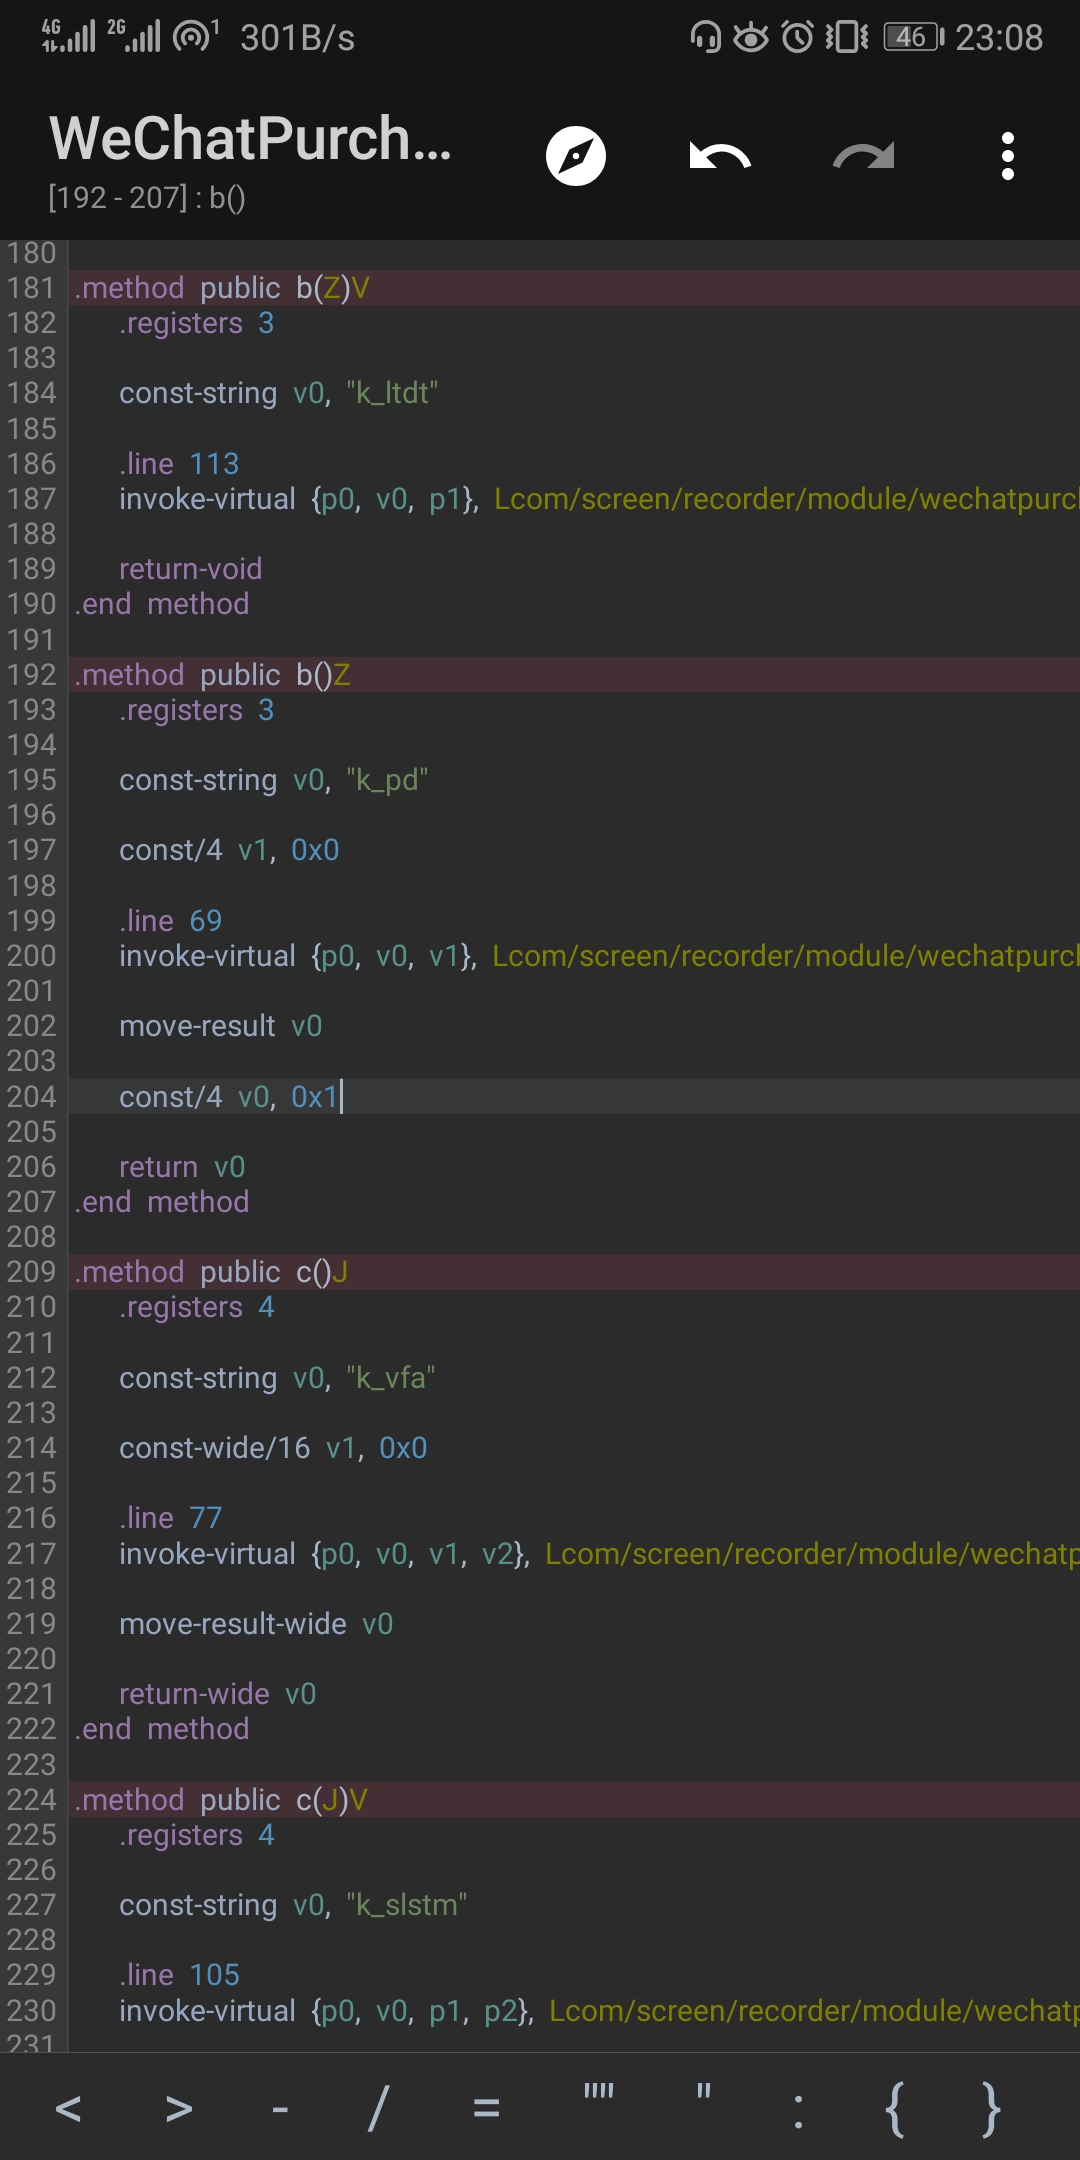 4G 2G 1 301B/s 46 23:08
WeChatPurch...
[192 - 207] : b()
180
181 .method public b(Z)V
182 .registers 3
183
184 const-string v0, "k_ltdt"
185
186 .line 113
187 invoke-virtual {p0, v0, p1}, Lcom/screen/recorder/module/wechatpurc
188
189 return-void
190 .end method
191
192 .method public b()Z
193 .registers 3
194
195 const-string v0, "k_pd"
196
197 const/4 v1, 0x0
198
199 .line 69
200 invoke-virtual {p0, v0, v1}, Lcom/screen/recorder/module/wechatpurc
201
202 move-result v0
203
204 const/4 v0, 0x1
205
206 return v0
207 .end method
208
209 .method public c()J
210 .registers 4
211
212 const-string v0, "k_vfa"
213
214 const-wide/16 v1, 0x0
215
216 .line 77
217 invoke-virtual {p0, v0, v1, v2}, Lcom/screen/recorder/module/wechatp
218
219 move-result-wide v0
220
221 return-wide v0
222 .end method
223
224 .method public c(J)V
225 .registers 4
226
227 const-string v0, "k_slstm"
228
229 .line 105
230 invoke-virtual {p0, v0, p1, p2}, Lcom/screen/recorder/module/wechatp
231
< > - / = "" " : { }